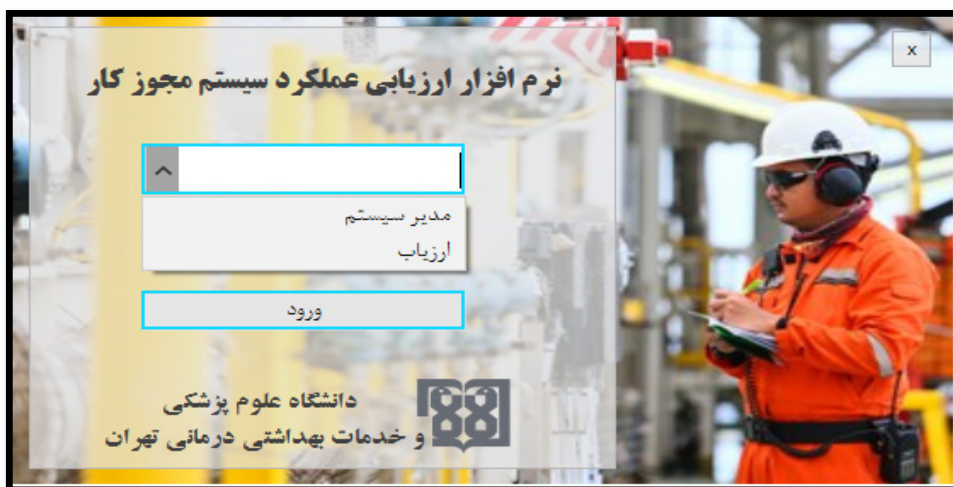 x
نرم افزار ارزیابی عملکرد سیستم مجوز کار
مدیر سیستم
ارزیاب
ورود
دانشگاه علوم پزشکی
و خدمات بهداشتی درمانی تهران